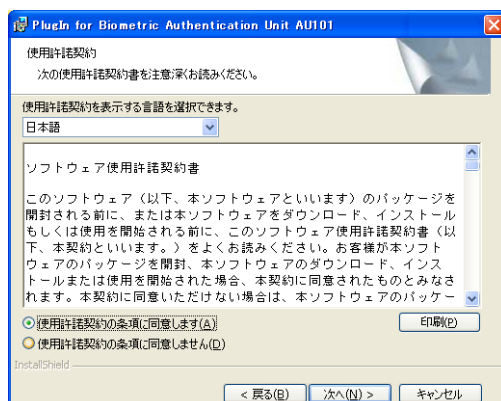 PlugIn for Biometric Authentication Unit AU101
使用許諾契約
次の使用許諾契約書を注意深くお読みください。
使用許諾契約を表示する言語を選択できます。
日本語
ソフトウェア使用許諾契約書
このソフトウェア（以下、本ソフトウェアといいます）のパッケージを
開封される前に、または本ソフトウェアをダウンロード、インストール
もしくは使用を開始される前に、このソフトウェア使用許諾契約書（以
下、本契約といいます。）をよくお読みください。お客様が本ソフト
ウェアのパッケージを開封、本ソフトウェアのダウンロード、インス
トールまたは使用を開始された場合、本契約に同意されたものとみなさ
れます。本契約に同意いただけない場合は、本ソフトウェアのパッケー
使用許諾契約の条項に同意します(A)
印刷(P)
使用許諾契約の条項に同意しません(D)
InstallShield
< 戻る(B)
次へ(N) >
キャンセル